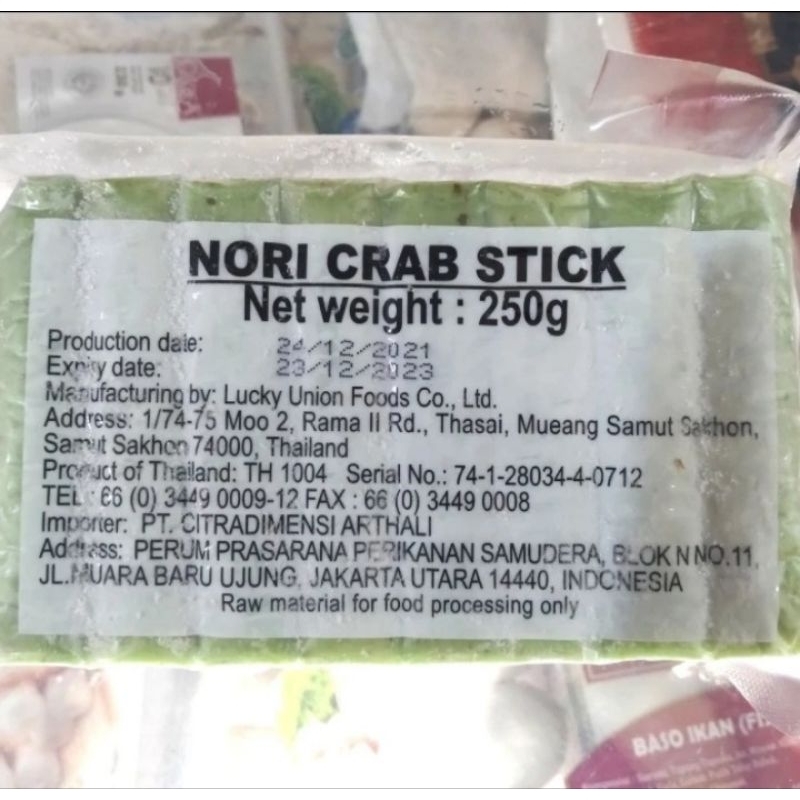 NORI CRAB STICK
Net weight : 250g
Production date: 24/12/2021
Expiry date: 23/12/2023
Manufacturing by: Lucky Union Foods Co., Ltd.
Address: 1/74-75 Moo 2, Rama II Rd., Thasai, Mueang Samut Sakhon,
Samut Sakhon 74000, Thailand
Product of Thailand: TH 1004 Serial No.: 74-1-28034-4-0712
TEL : 66 (0) 3449 0009-12 FAX : 66 (0) 3449 0008
Importer: PT. CITRADIMENSI ARTHALI
Address: PERUM PRASARANA PERIKANAN SAMUDERA, BLOK N NO.11,
JL.MUARA BARU UJUNG, JAKARTA UTARA 14440, INDONESIA
Raw material for food processing only
BASO IKAN